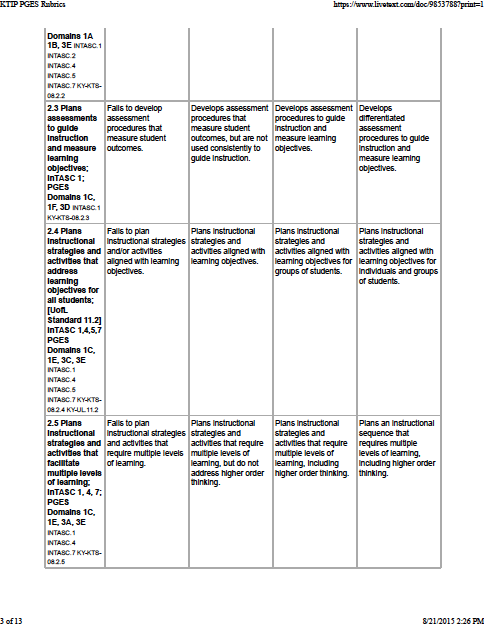 KTIP PGES Rubrics
https://www.livetext.com/doc/9853788?print=1
Domains 1A
1B, 3E INTASC.1
INTASC.2
INTASC.4
INTASC.5
INTASC.7 KY-KTS-
08.2.2
2.3 Plans
assessments
to guide
instruction
and measure
learning
objectives;
InTASC 1;
PGES
Domains 1C,
1F, 3D INTASC.1
KY-KTS-08.2.3
Fails to develop
assessment
procedures that
measure student
outcomes.
Develops assessment
procedures that
measure student
outcomes, but are not
used consistently to
guide instruction.
Develops assessment
procedures to guide
instruction and
measure learning
objectives.
Develops
differentiated
assessment
procedures to guide
instruction and
measure learning
objectives.
2.4 Plans
instructional
strategies and
activities that
address
learning
objectives for
all students;
[UofL
Standard 11.2]
InTASC 1,4,5,7
PGES
Domains 1C,
1E, 3C, 3E
INTASC.1
INTASC.4
INTASC.5
INTASC.7 KY-KTS-
08.2.4 KY-UL.11.2
Fails to plan
instructional strategies
and/or activities
aligned with learning
objectives.
Plans instructional
strategies and
activities aligned with
learning objectives.
Plans instructional
strategies and
activities aligned with
learning objectives for
groups of students.
Plans instructional
strategies and
activities aligned with
learning objectives for
individuals and groups
of students.
2.5 Plans
instructional
strategies and
activities that
facilitate
multiple levels
of learning;
InTASC 1, 4, 7;
PGES
Domains 1C,
1E, 3A, 3E
INTASC.1
INTASC.4
INTASC.7 KY-KTS-
08.2.5
Fails to plan
instructional strategies
and activities that
require multiple levels
of learning.
Plans instructional
strategies and
activities that require
multiple levels of
learning, but do not
address higher order
thinking.
Plans instructional
strategies and
activities that require
multiple levels of
learning, including
higher order thinking.
Plans an instructional
sequence that
requires multiple
levels of learning,
including higher order
thinking.
3 of 13
8/21/2015 2:26 PM